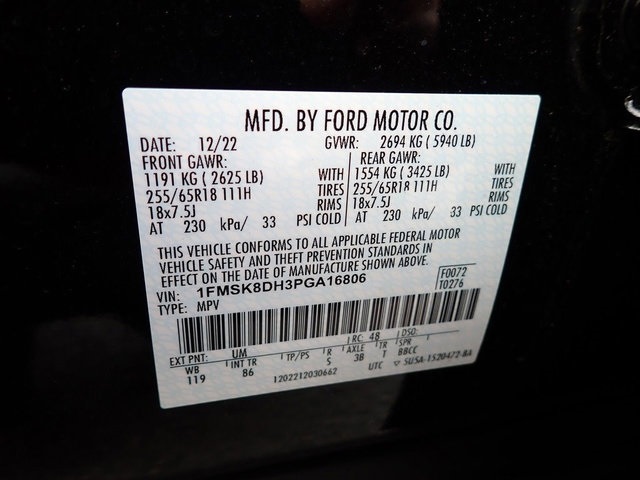 MFD. BY FORD MOTOR CO.
DATE: 12/22 GVWR: 2694 KG ( 5940 LB)
FRONT GAWR: REAR GAWR:
1191 KG ( 2625 LB) WITH 1554 KG ( 3425 LB) WITH
255/65R18 111H TIRES 255/65R18 111H TIRES
18x7.5J RIMS 18x7.5J RIMS
AT 230 kPa/ 33 PSI COLD AT 230 kPa/ 33 PSI COLD
THIS VEHICLE CONFORMS TO ALL APPLICABLE FEDERAL MOTOR
VEHICLE SAFETY AND THEFT PREVENTION STANDARDS IN
EFFECT ON THE DATE OF MANUFACTURE SHOWN ABOVE.
VIN: 1FMSK8DH3PGA16806 F0072
TYPE: MPV T0276
EXT PNT: UM RC: 48 DSO:
WB INT TR TP/PS R AXLE TR SPR
119 86 S 3B T BBCC
1202212030662 UTC 5U5A-1520472-BA